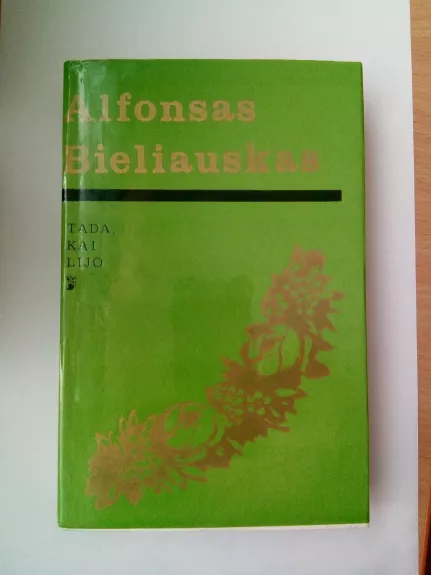 Alfonsas
Bieliauskas
TADA,
KAI
LIJO